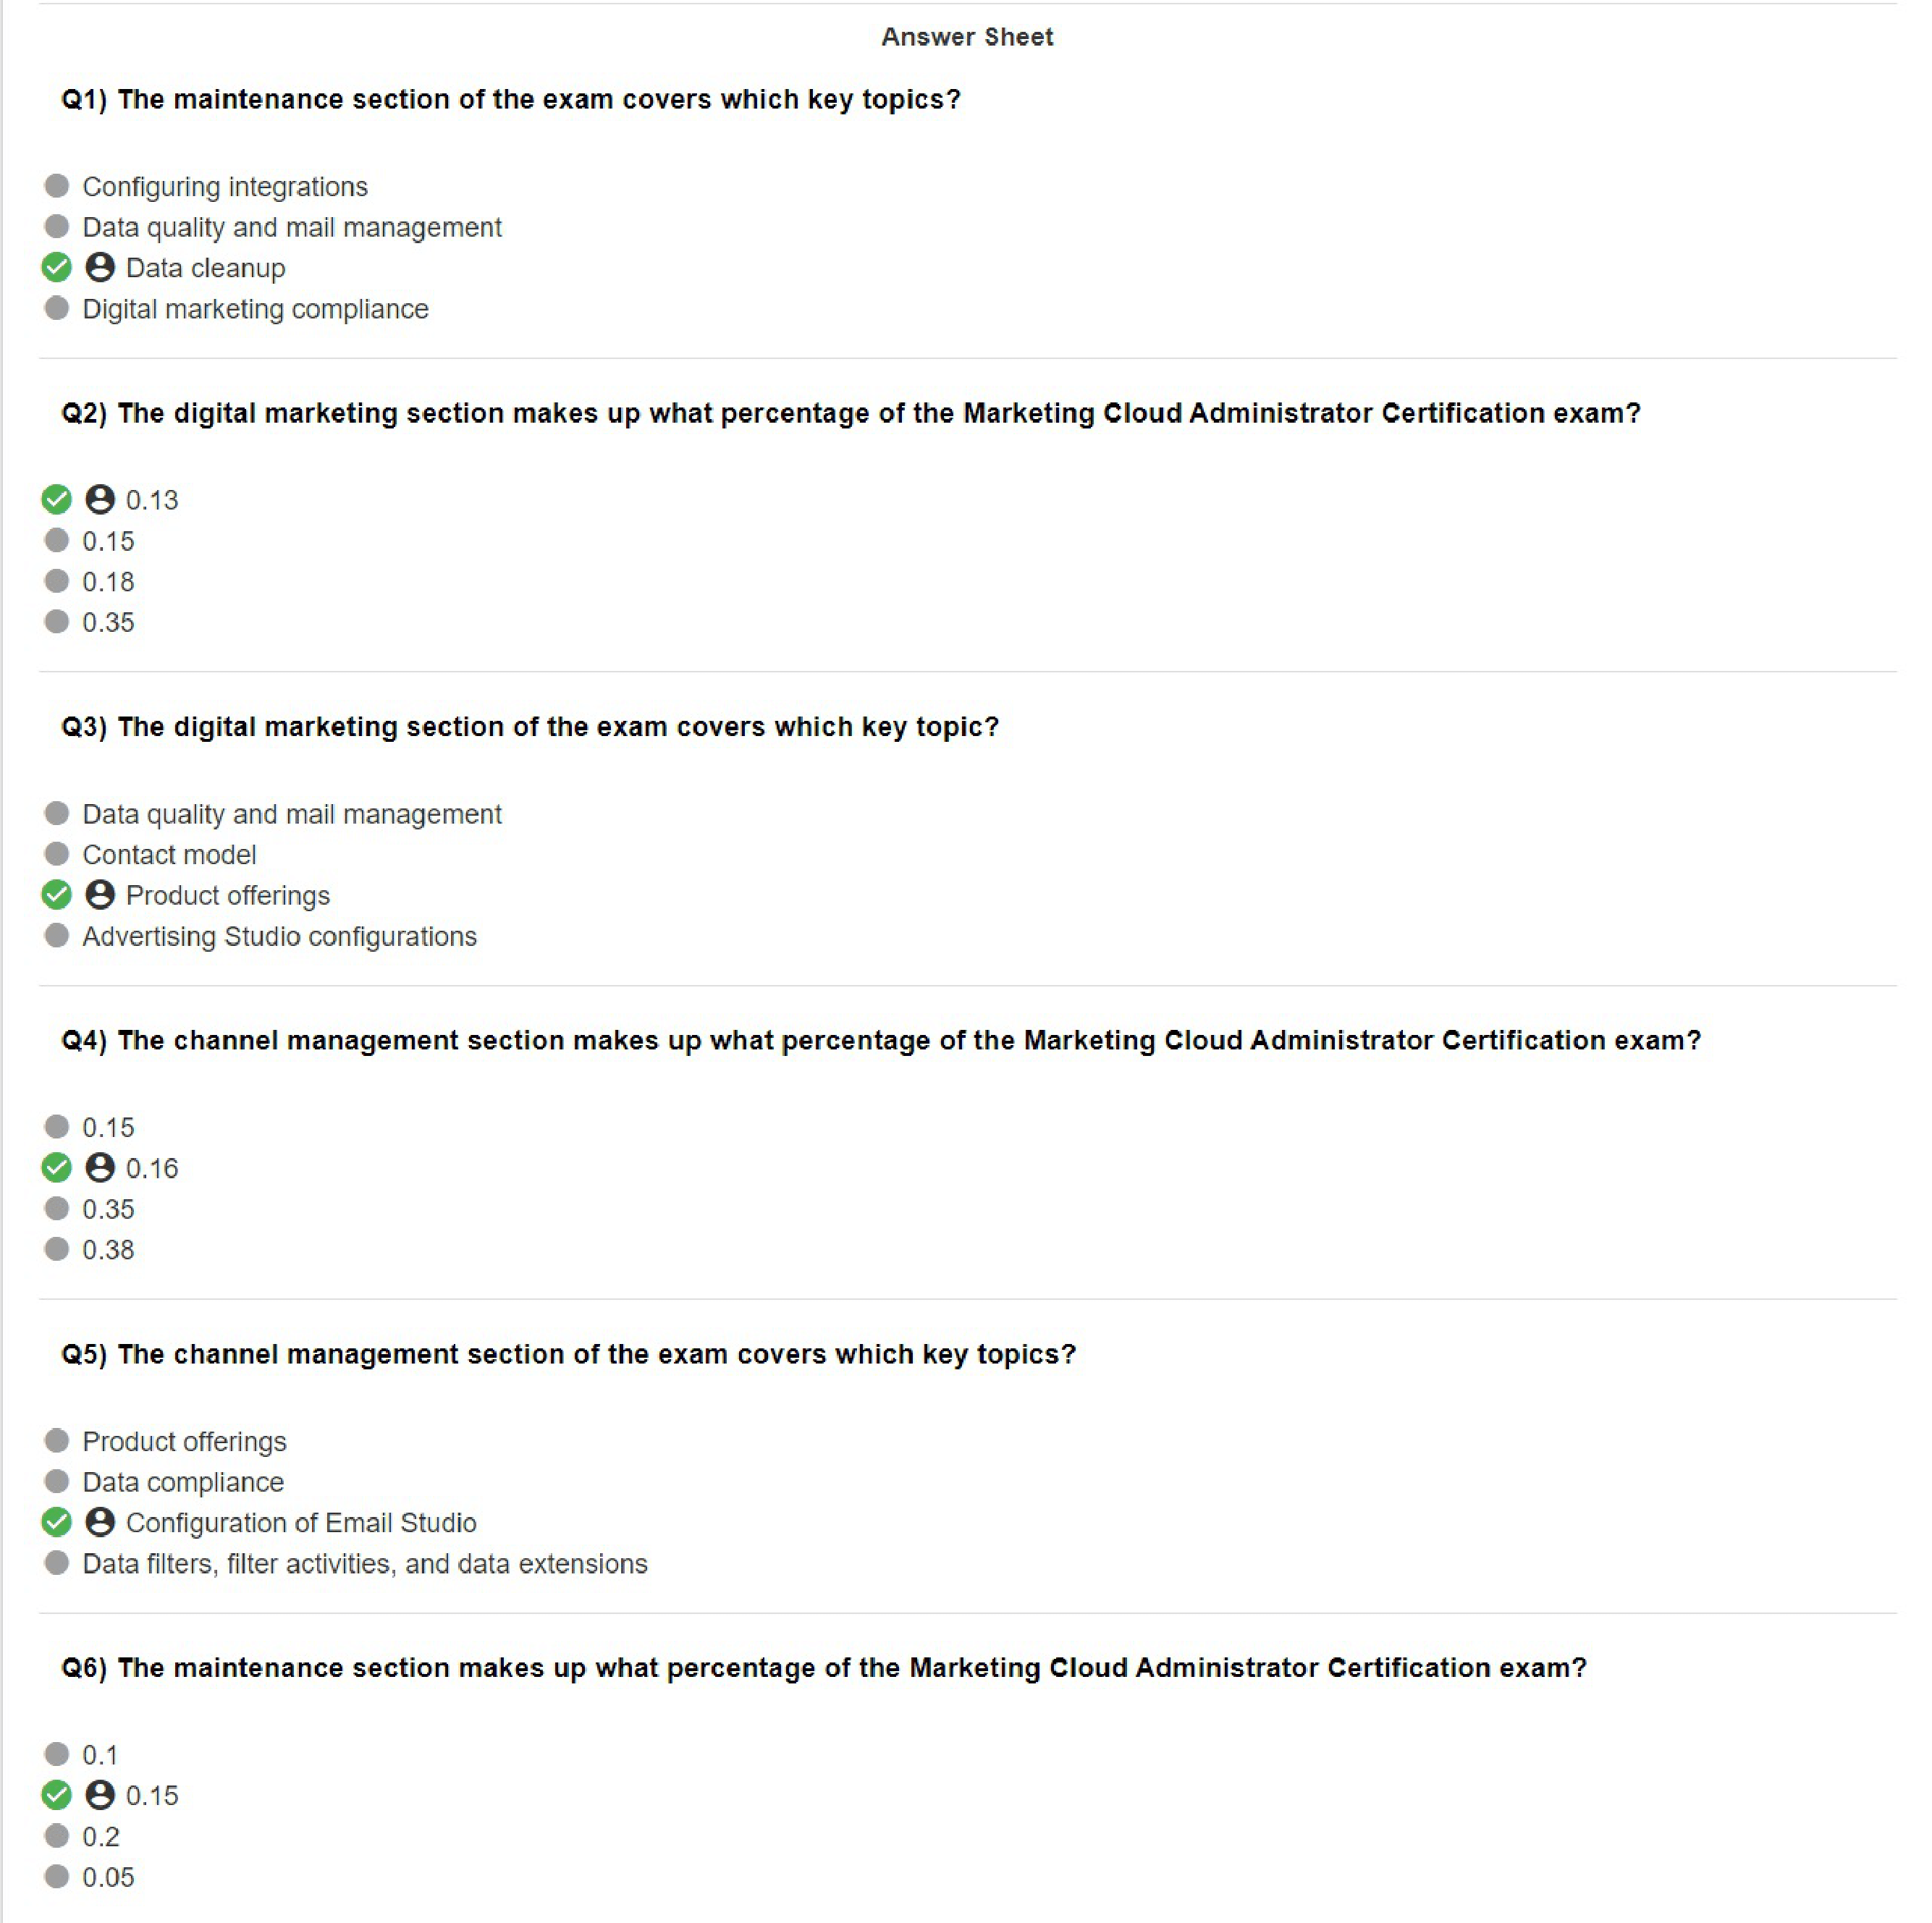 Answer Sheet
Q1) The maintenance section of the exam covers which key topics?
Configuring integrations
Data quality and mail management
Data cleanup
Digital marketing compliance
Q2) The digital marketing section makes up what percentage of the Marketing Cloud Administrator Certification exam?
0.13
0.15
0.18
0.35
Q3) The digital marketing section of the exam covers which key topic?
Data quality and mail management
Contact model
Product offerings
Advertising Studio configurations
Q4) The channel management section makes up what percentage of the Marketing Cloud Administrator Certification exam?
0.15
0.16
0.35
0.38
Q5) The channel management section of the exam covers which key topics?
Product offerings
Data compliance
Configuration of Email Studio
Data filters, filter activities, and data extensions
Q6) The maintenance section makes up what percentage of the Marketing Cloud Administrator Certification exam?
0.1
0.15
0.2
0.05